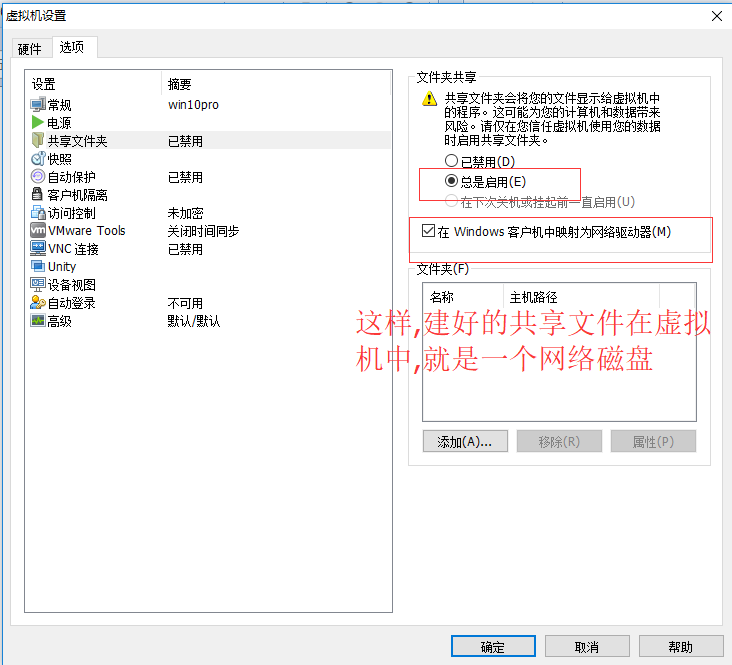 虚拟机设置
硬件 选项
设置 摘要
常规 win10pro
电源
共享文件夹 已禁用
快照
自动保护 已禁用
客户机隔离
访问控制 未加密
VMware Tools 关闭时间同步
VNC 连接 已禁用
Unity
设备视图
自动登录 不可用
高级 默认/默认
文件夹共享
共享文件夹会将您的文件显示给虚拟机中
的程序。这可能为您的计算机和数据带来
风险。请仅在您信任虚拟机使用您的数据
时启用共享文件夹。
已禁用(D)
总是启用(E)
在下次关机或挂起前一直启用(U)
在 Windows 客户机中映射为网络驱动器(M)
文件夹(F)
名称 主机路径
这样,建好的共享文件在虚拟
机中,就是一个网络磁盘
添加(A)... 移除(R) 属性(P)
确定 取消 帮助